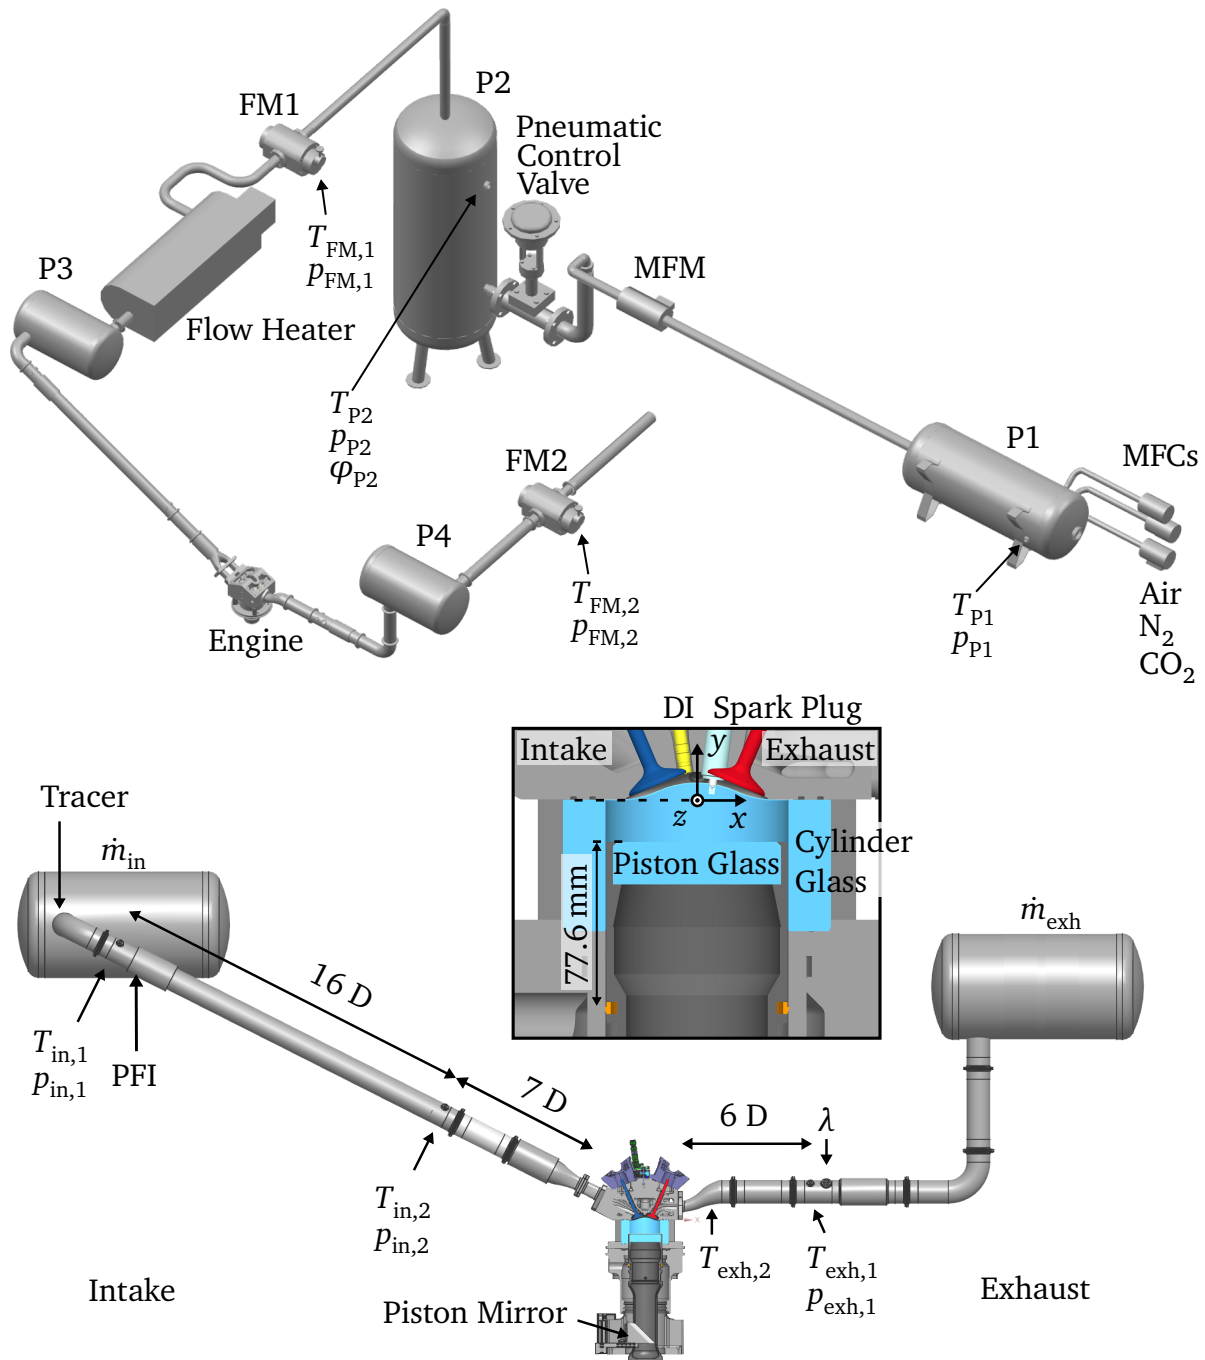 P2
FM1
Pneumatic
Control
Valve
T_FM,1
p_FM,1
P3
MFM
Flow Heater
T_P2
p_P2
φ_P2
P1
MFCs
FM2
P4
T_FM,2
p_FM,2
T_P1
p_P1
Air
N₂
CO₂
Engine
DI Spark Plug
Intake
y
Exhaust
z
x
Piston Glass
Cylinder
Glass
77.6 mm
Tracer
ṁ_in
16 D
7 D
T_in,1
p_in,1
PFI
ṁ_exh
6 D
λ
T_in,2
p_in,2
x
T_exh,2
T_exh,1
p_exh,1
Intake
Exhaust
Piston Mirror